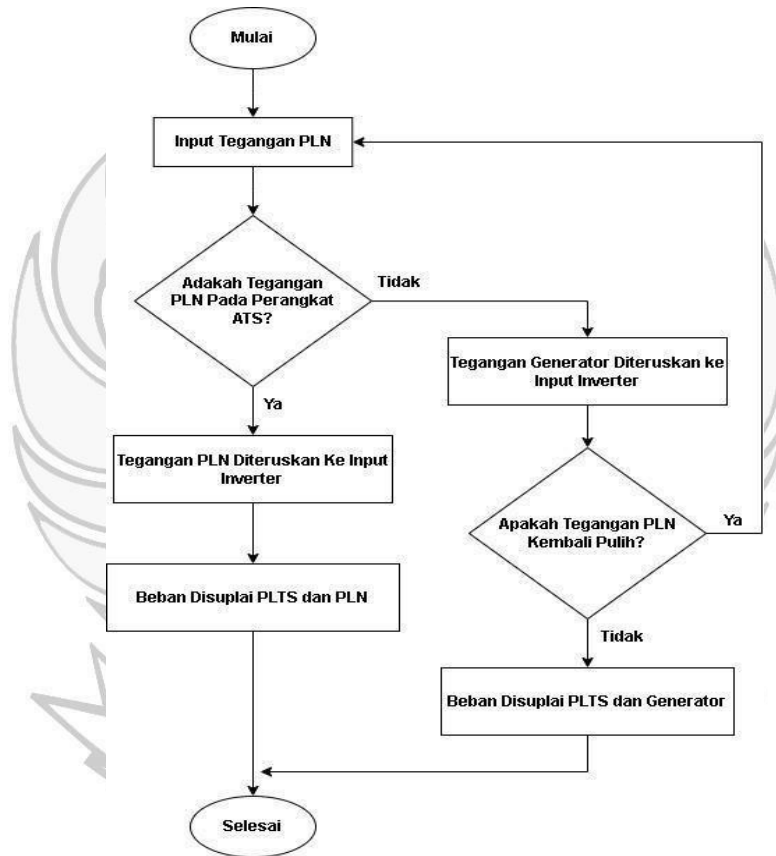 Mulai
Input Tegangan PLN
Adakah Tegangan
PLN Pada Perangkat
ATS?
Tidak
Tegangan Generator Diteruskan ke
Input Inverter
Ya
Tegangan PLN Diteruskan Ke Input
Inverter
Apakah Tegangan PLN
Kembali Pulih?
Ya
Beban Disuplai PLTS dan PLN
Tidak
Beban Disuplai PLTS dan Generator
Selesai